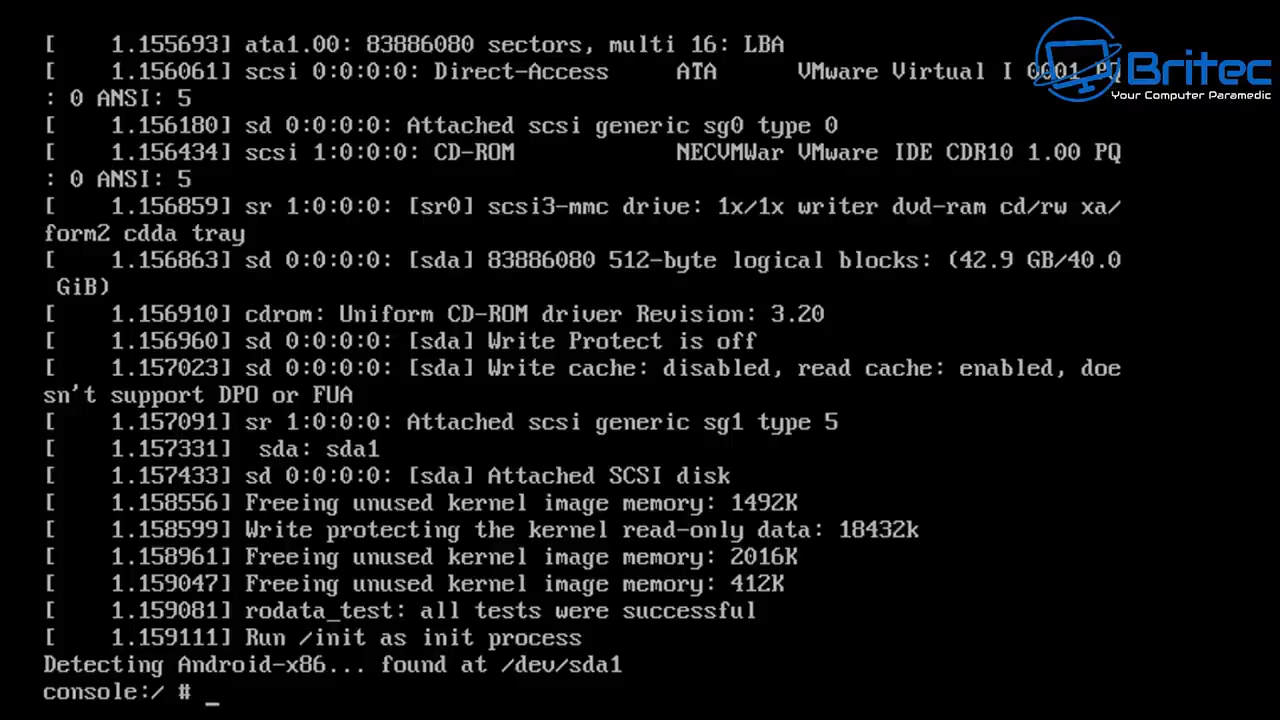 [    1.155693] ata1.00: 83886080 sectors, multi 16: LBA
[    1.156061] scsi 0:0:0:0: Direct-Access     ATA      VMware Virtual I 0001 PQ
: 0 ANSI: 5
[    1.156180] sd 0:0:0:0: Attached scsi generic sg0 type 0
[    1.156434] scsi 1:0:0:0: CD-ROM            NECVMWar VMware IDE CDR10 1.00 PQ
: 0 ANSI: 5
[    1.156859] sr 1:0:0:0: [sr0] scsi3-mmc drive: 1x/1x writer dvd-ram cd/rw xa/
form2 cdda tray
[    1.156863] sd 0:0:0:0: [sda] 83886080 512-byte logical blocks: (42.9 GB/40.0
 GiB)
[    1.156910] cdrom: Uniform CD-ROM driver Revision: 3.20
[    1.156960] sd 0:0:0:0: [sda] Write Protect is off
[    1.157023] sd 0:0:0:0: [sda] Write cache: disabled, read cache: enabled, doe
sn't support DPO or FUA
[    1.157091] sr 1:0:0:0: Attached scsi generic sg1 type 5
[    1.157331]  sda: sda1
[    1.157433] sd 0:0:0:0: [sda] Attached SCSI disk
[    1.158556] Freeing unused kernel image memory: 1492K
[    1.158599] Write protecting the kernel read-only data: 18432k
[    1.158961] Freeing unused kernel image memory: 2016K
[    1.159047] Freeing unused kernel image memory: 412K
[    1.159081] rodata_test: all tests were successful
[    1.159111] Run /init as init process
Detecting Android-x86... found at /dev/sda1
console:/ # _
Britec
Your Computer Paramedic